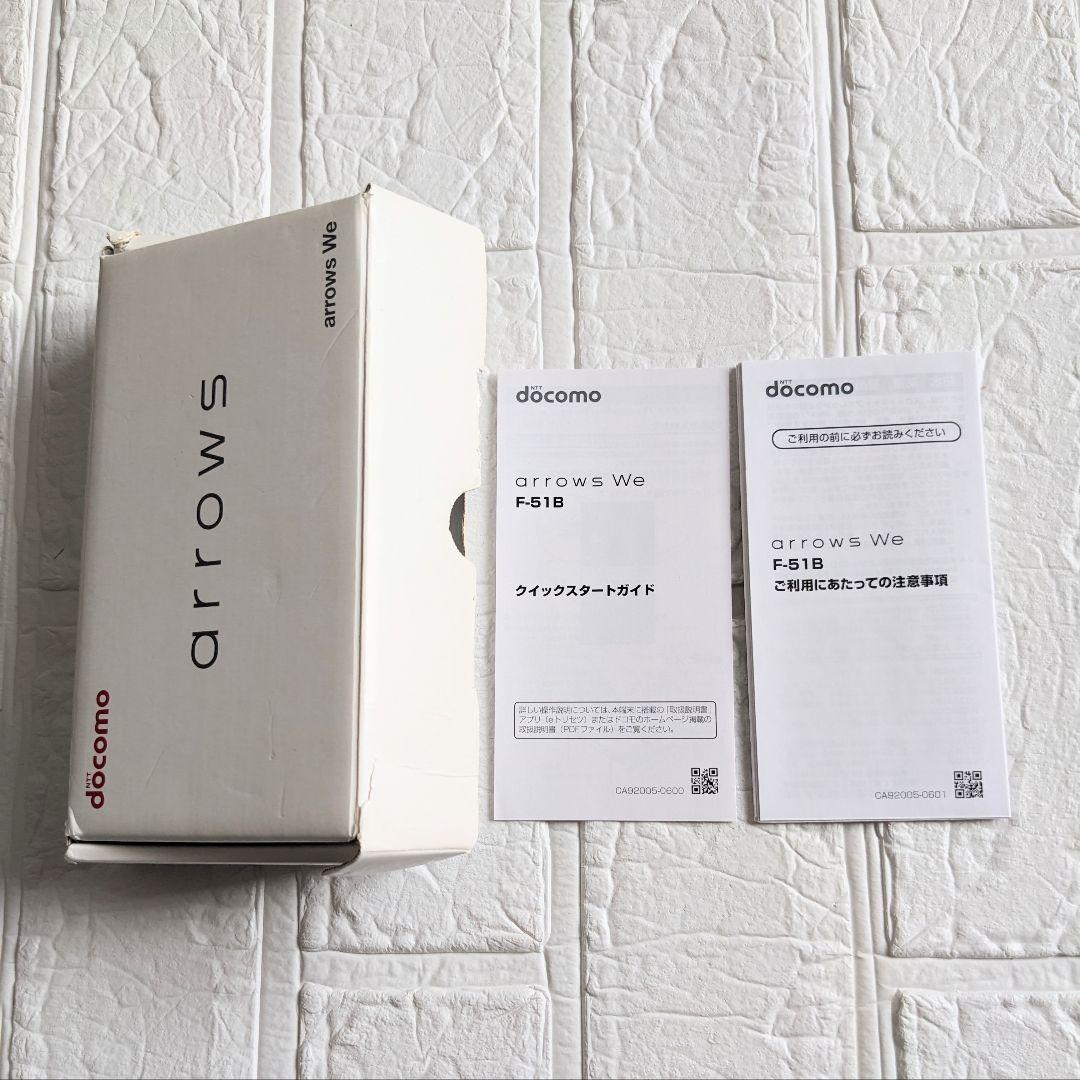 arrows We
arrows
NTT
docomo
NTT
docomo
arrows We
F-51B
クイックスタートガイド
詳しい操作説明については、本端末に搭載の「取扱説明書」
アプリ（eトリセツ）またはドコモのホームページ掲載の
取扱説明書（PDFファイル）をご覧ください。
CA92005-0600
NTT
docomo
ご利用の前に必ずお読みください
arrows We
F-51B
ご利用にあたっての注意事項
CA92005-0601